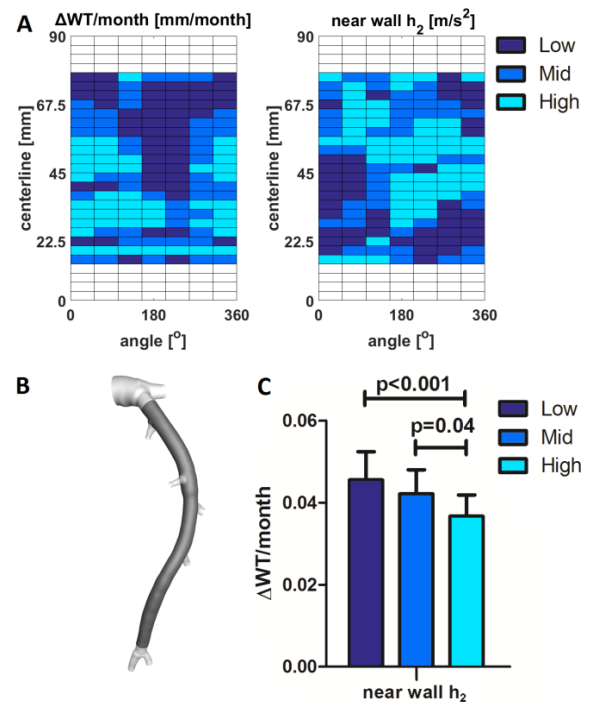 A
ΔWT/month [mm/month]
near wall h2 [m/s2]
Low
Mid
High
centerline [mm]
90
67.5
45
22.5
0
0
180
360
angle [o]
centerline [mm]
90
67.5
45
22.5
0
0
180
360
angle [o]
B
C
p<0.001
p=0.04
Low
Mid
High
ΔWT/month
0.06
0.04
0.02
0.00
near wall h2